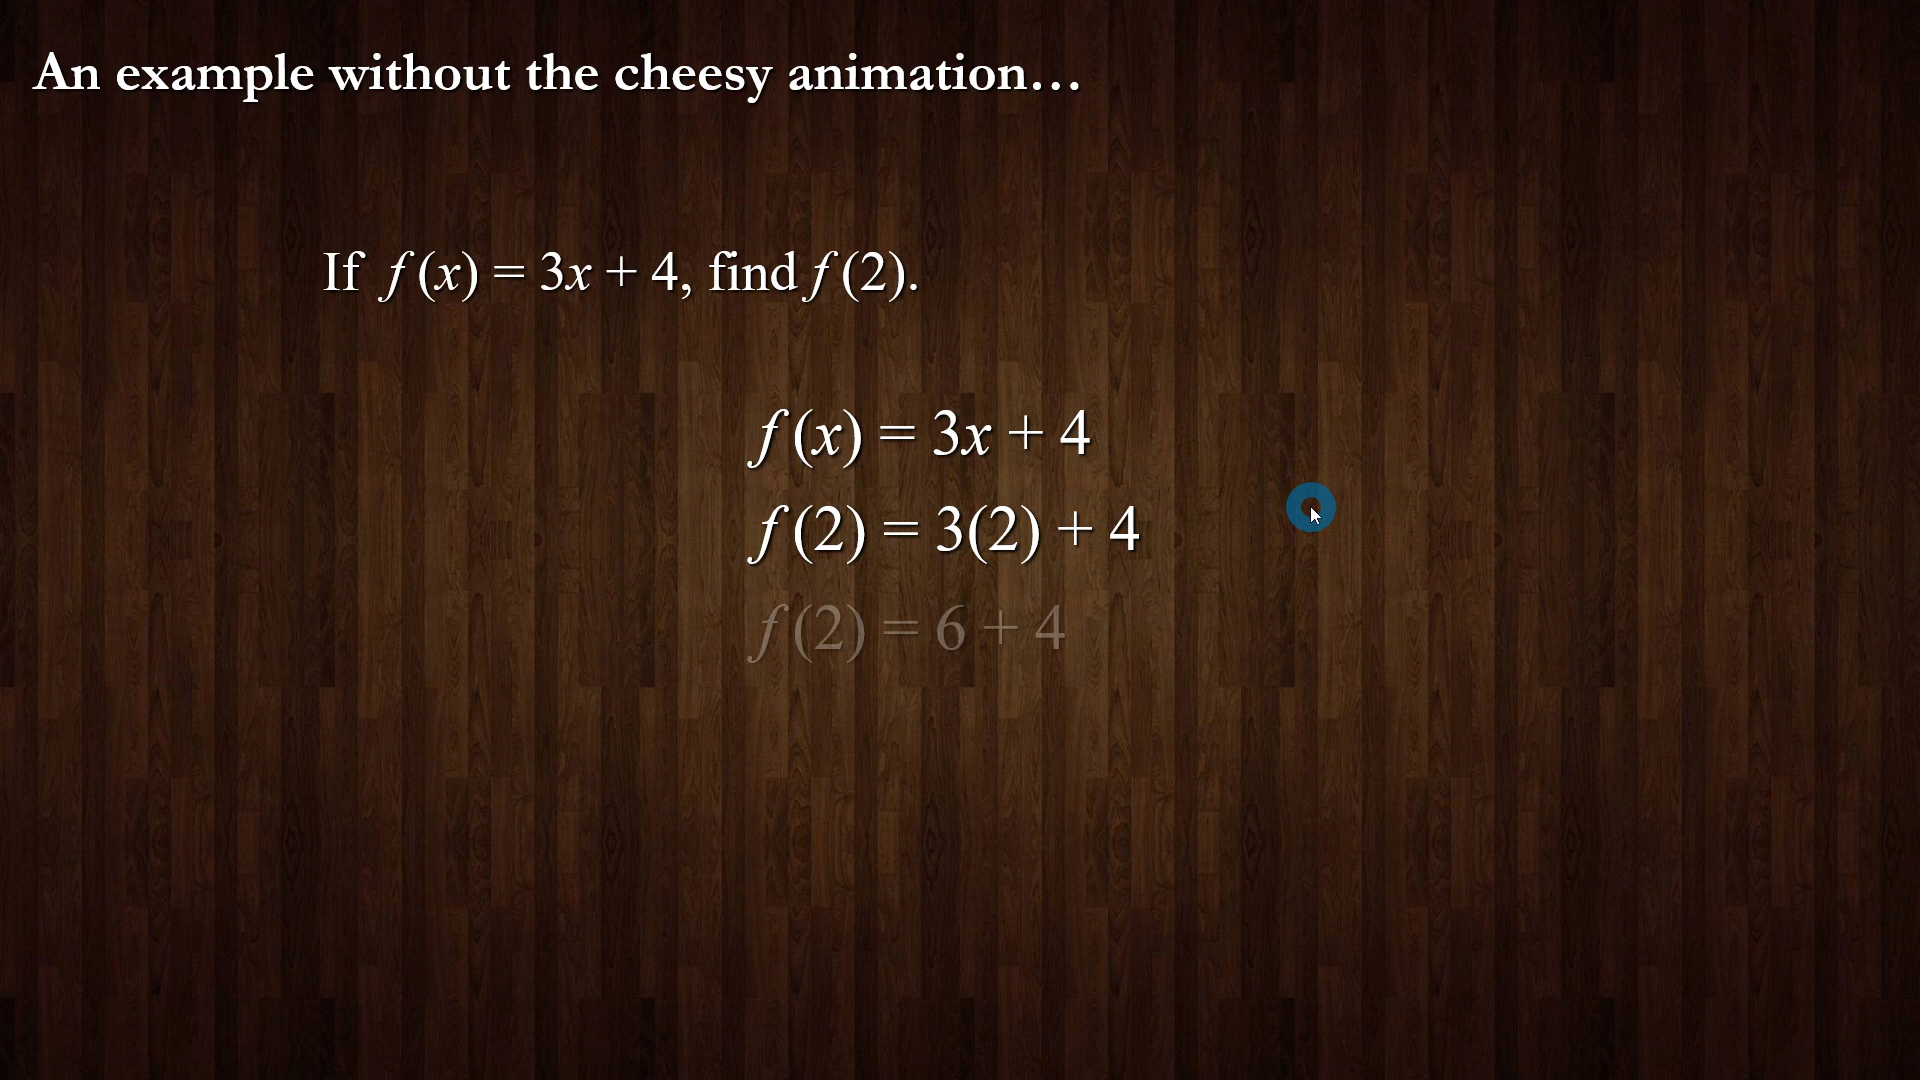 An example without the cheesy animation…
If f(x) = 3x + 4, find f(2).
f(x) = 3x + 4
f(2) = 3(2) + 4
f(2) = 6 + 4